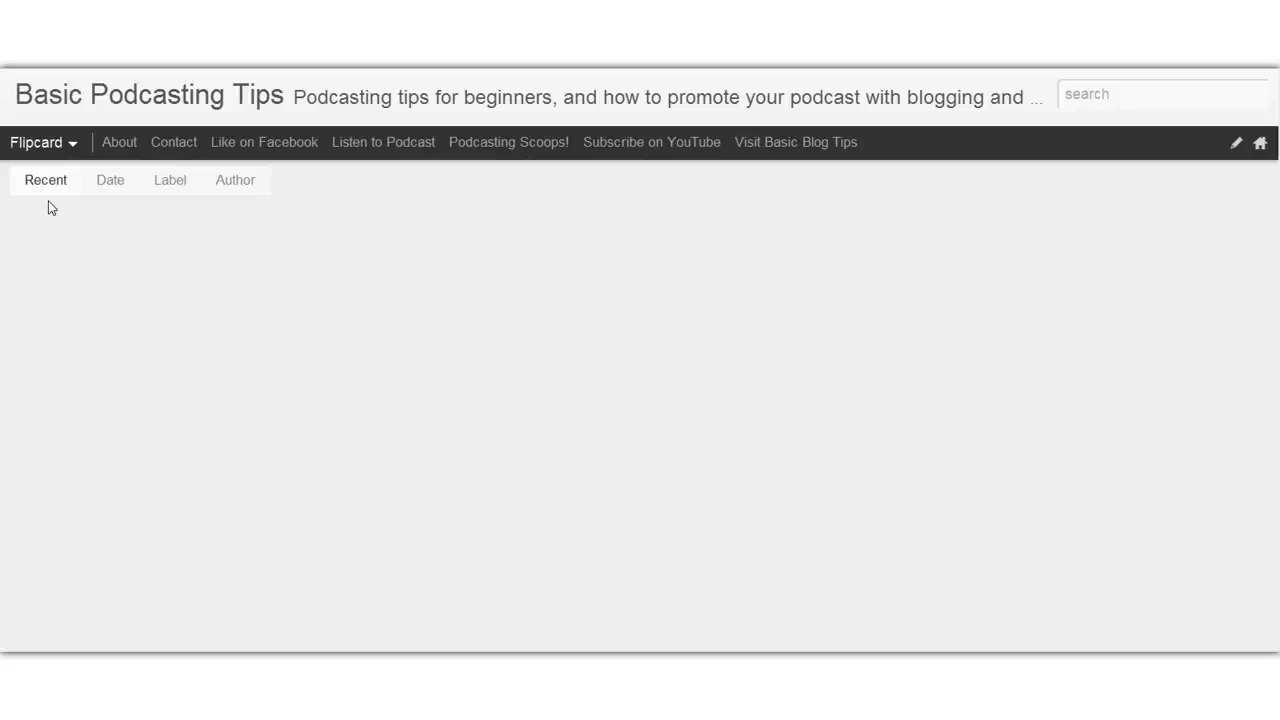 Basic Podcasting Tips Podcasting tips for beginners, and how to promote your podcast with blogging and ... search
Flipcard About Contact Like on Facebook Listen to Podcast Podcasting Scoops! Subscribe on YouTube Visit Basic Blog Tips
Recent Date Label Author